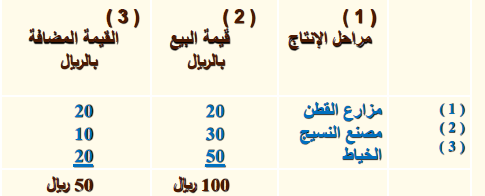 ( 1 ) ( 2 ) ( 3 )
مراحل الإنتاج قيمة البيع القيمة المضافة
بالريال بالريال
( 1 ) مزارع القطن 20 20
( 2 ) مصنع النسيج 30 10
( 3 ) الخياط 50 20
100 ريال 50 ريال